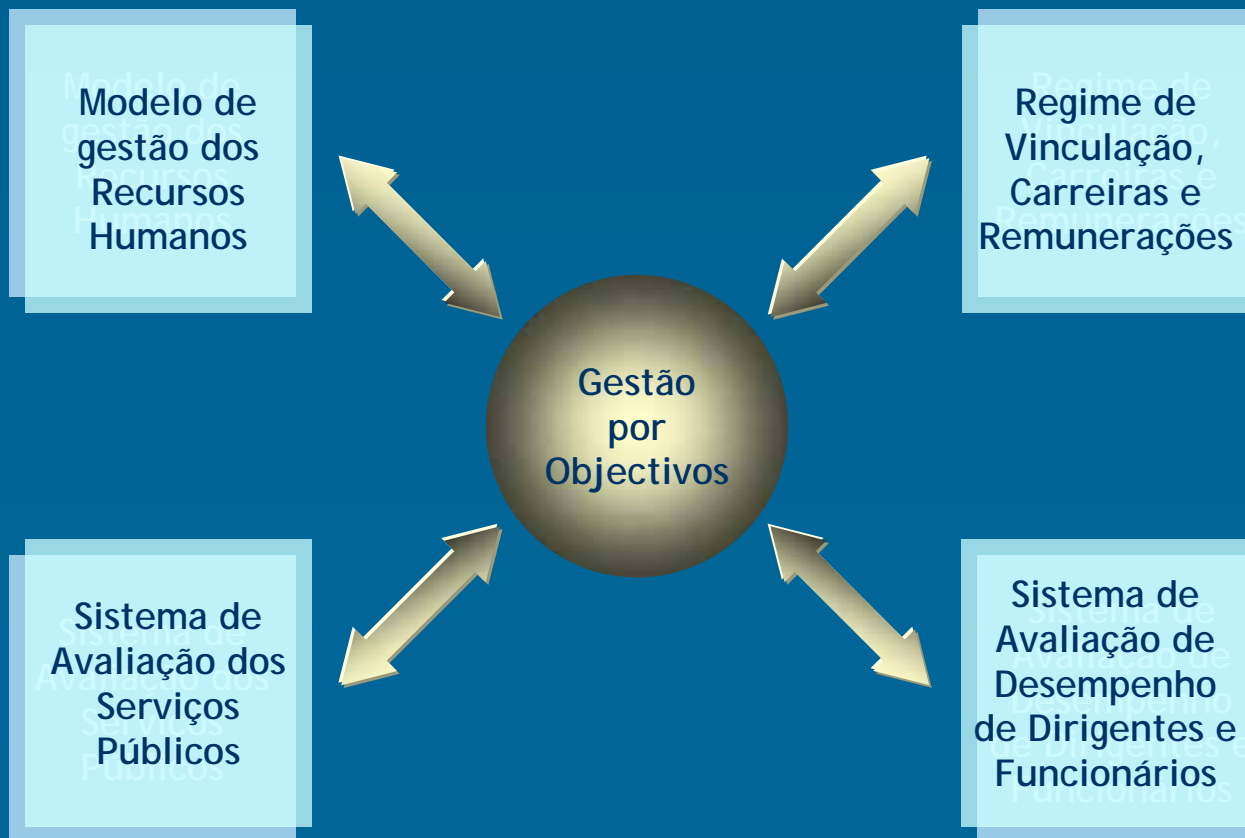 Modelo de
gestão dos
Recursos
Humanos
Regime de
Vinculação,
Carreiras e
Remunerações
Gestão
por
Objectivos
Sistema de
Avaliação dos
Serviços
Públicos
Sistema de
Avaliação de
Desempenho
de Dirigentes e
Funcionários